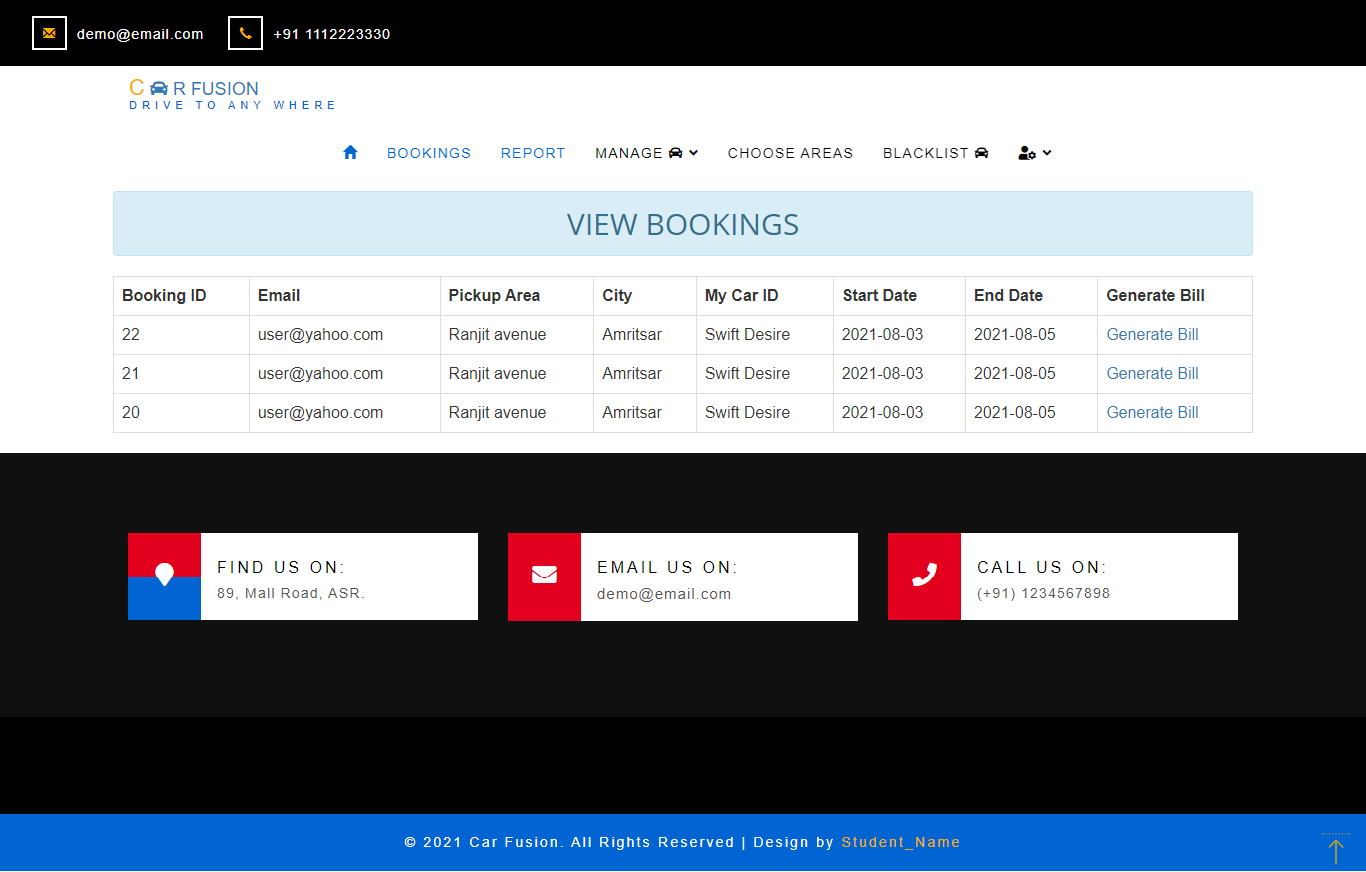 demo@email.com +91 1112223330
C R FUSION
DRIVE TO ANY WHERE
BOOKINGS REPORT MANAGE CHOOSE AREAS BLACKLIST
VIEW BOOKINGS
Booking ID Email Pickup Area City My Car ID Start Date End Date Generate Bill
22 user@yahoo.com Ranjit avenue Amritsar Swift Desire 2021-08-03 2021-08-05 Generate Bill
21 user@yahoo.com Ranjit avenue Amritsar Swift Desire 2021-08-03 2021-08-05 Generate Bill
20 user@yahoo.com Ranjit avenue Amritsar Swift Desire 2021-08-03 2021-08-05 Generate Bill
FIND US ON: EMAIL US ON: CALL US ON:
89, Mall Road, ASR. demo@email.com (+91) 1234567898
© 2021 Car Fusion. All Rights Reserved | Design by Student_Name